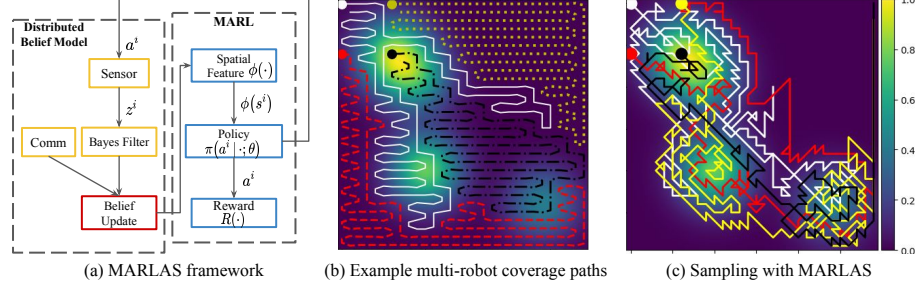 Distributed
Belief Model
MARL
a^i
Sensor
z^i
Comm
Bayes Filter
Belief
Update
Spatial
Feature ϕ(·)
ϕ(s^i)
Policy
π(a^i|·;θ)
a^i
Reward
R(·)
1.0
0.8
0.6
0.4
0.2
0.0
(a) MARLAS framework
(b) Example multi-robot coverage paths
(c) Sampling with MARLAS